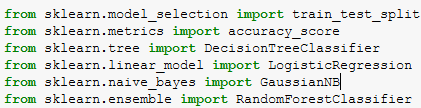 from sklearn.model_selection import train_test_split
from sklearn.metrics import accuracy_score
from sklearn.tree import DecisionTreeClassifier
from sklearn.linear_model import LogisticRegression
from sklearn.naive_bayes import GaussianNB
from sklearn.ensemble import RandomForestClassifier